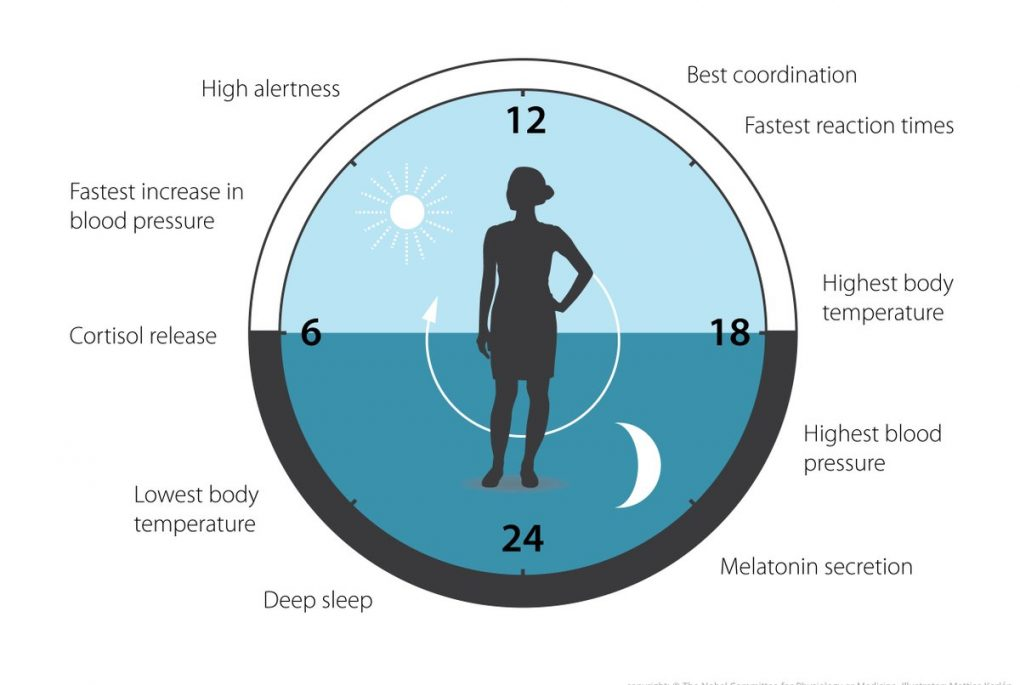 Best coordination
High alertness
12
Fastest reaction times
Fastest increase in
blood pressure
Highest body
temperature
Cortisol release
6
18
Highest blood
pressure
Lowest body
temperature
24
Melatonin secretion
Deep sleep